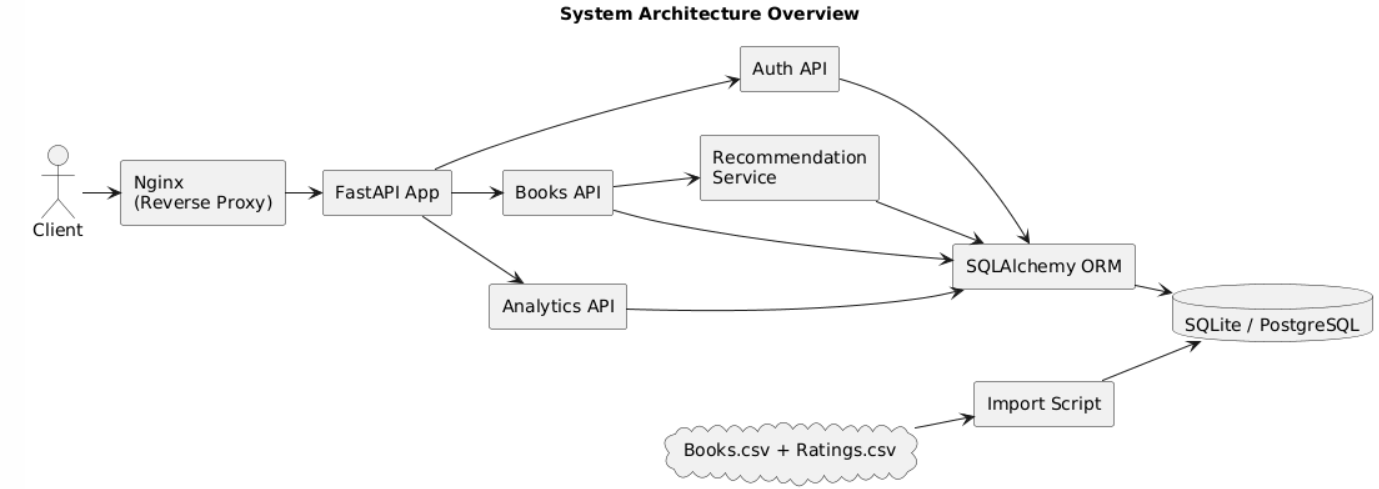 System Architecture Overview
Auth API
Recommendation
Service
Nginx
(Reverse Proxy)
FastAPI App
Books API
Client
SQLAlchemy ORM
Analytics API
SQLite / PostgreSQL
Import Script
Books.csv + Ratings.csv